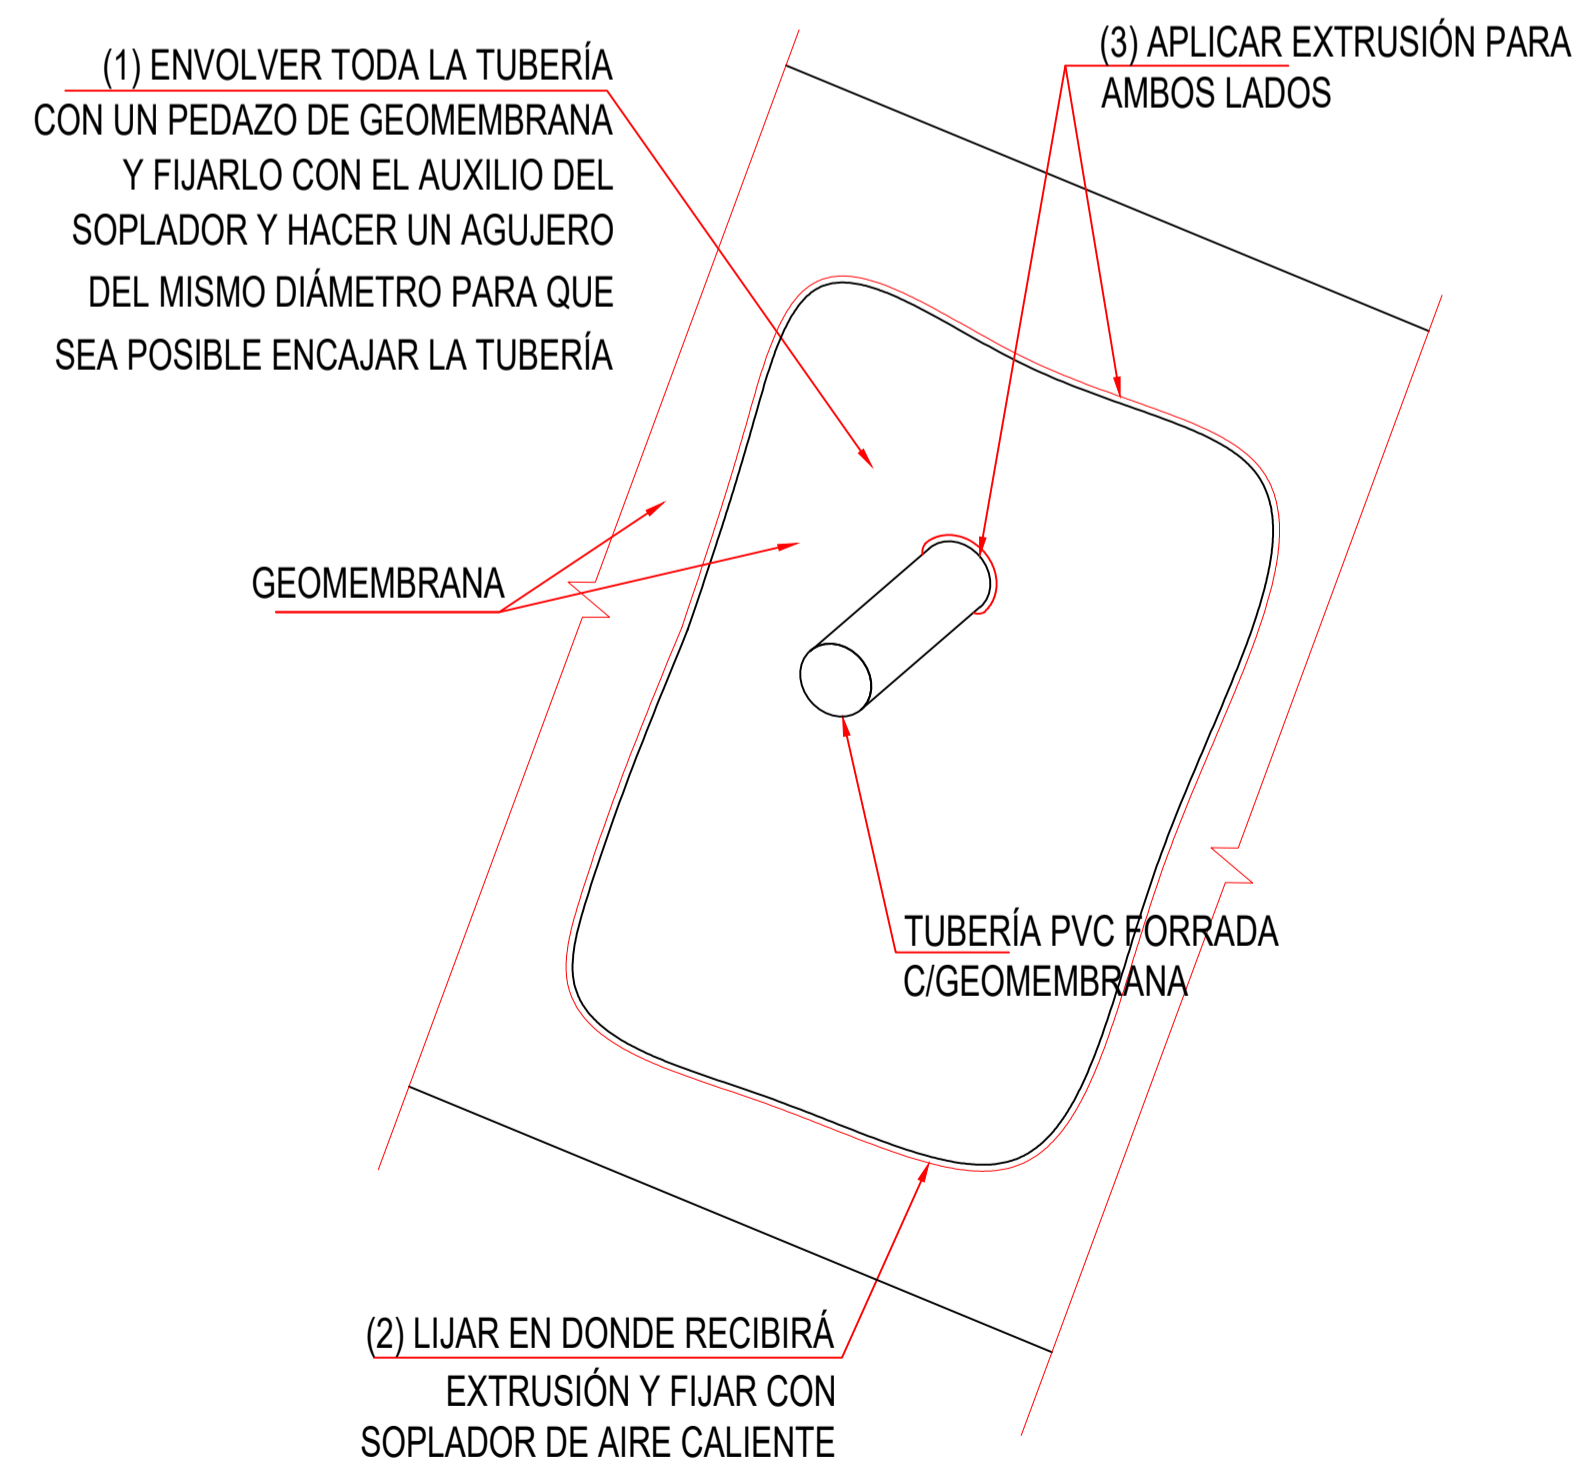 (1) ENVOLVER TODA LA TUBERÍA
CON UN PEDAZO DE GEOMEMBRANA
Y FIJARLO CON EL AUXILIO DEL
SOPLADOR Y HACER UN AGUJERO
DEL MISMO DIÁMETRO PARA QUE
SEA POSIBLE ENCAJAR LA TUBERÍA
(3) APLICAR EXTRUSIÓN PARA
AMBOS LADOS
GEOMEMBRANA
TUBERÍA PVC FORRADA
C/GEOMEMBRANA
(2) LIJAR EN DONDE RECIBIRÁ
EXTRUSIÓN Y FIJAR CON
SOPLADOR DE AIRE CALIENTE